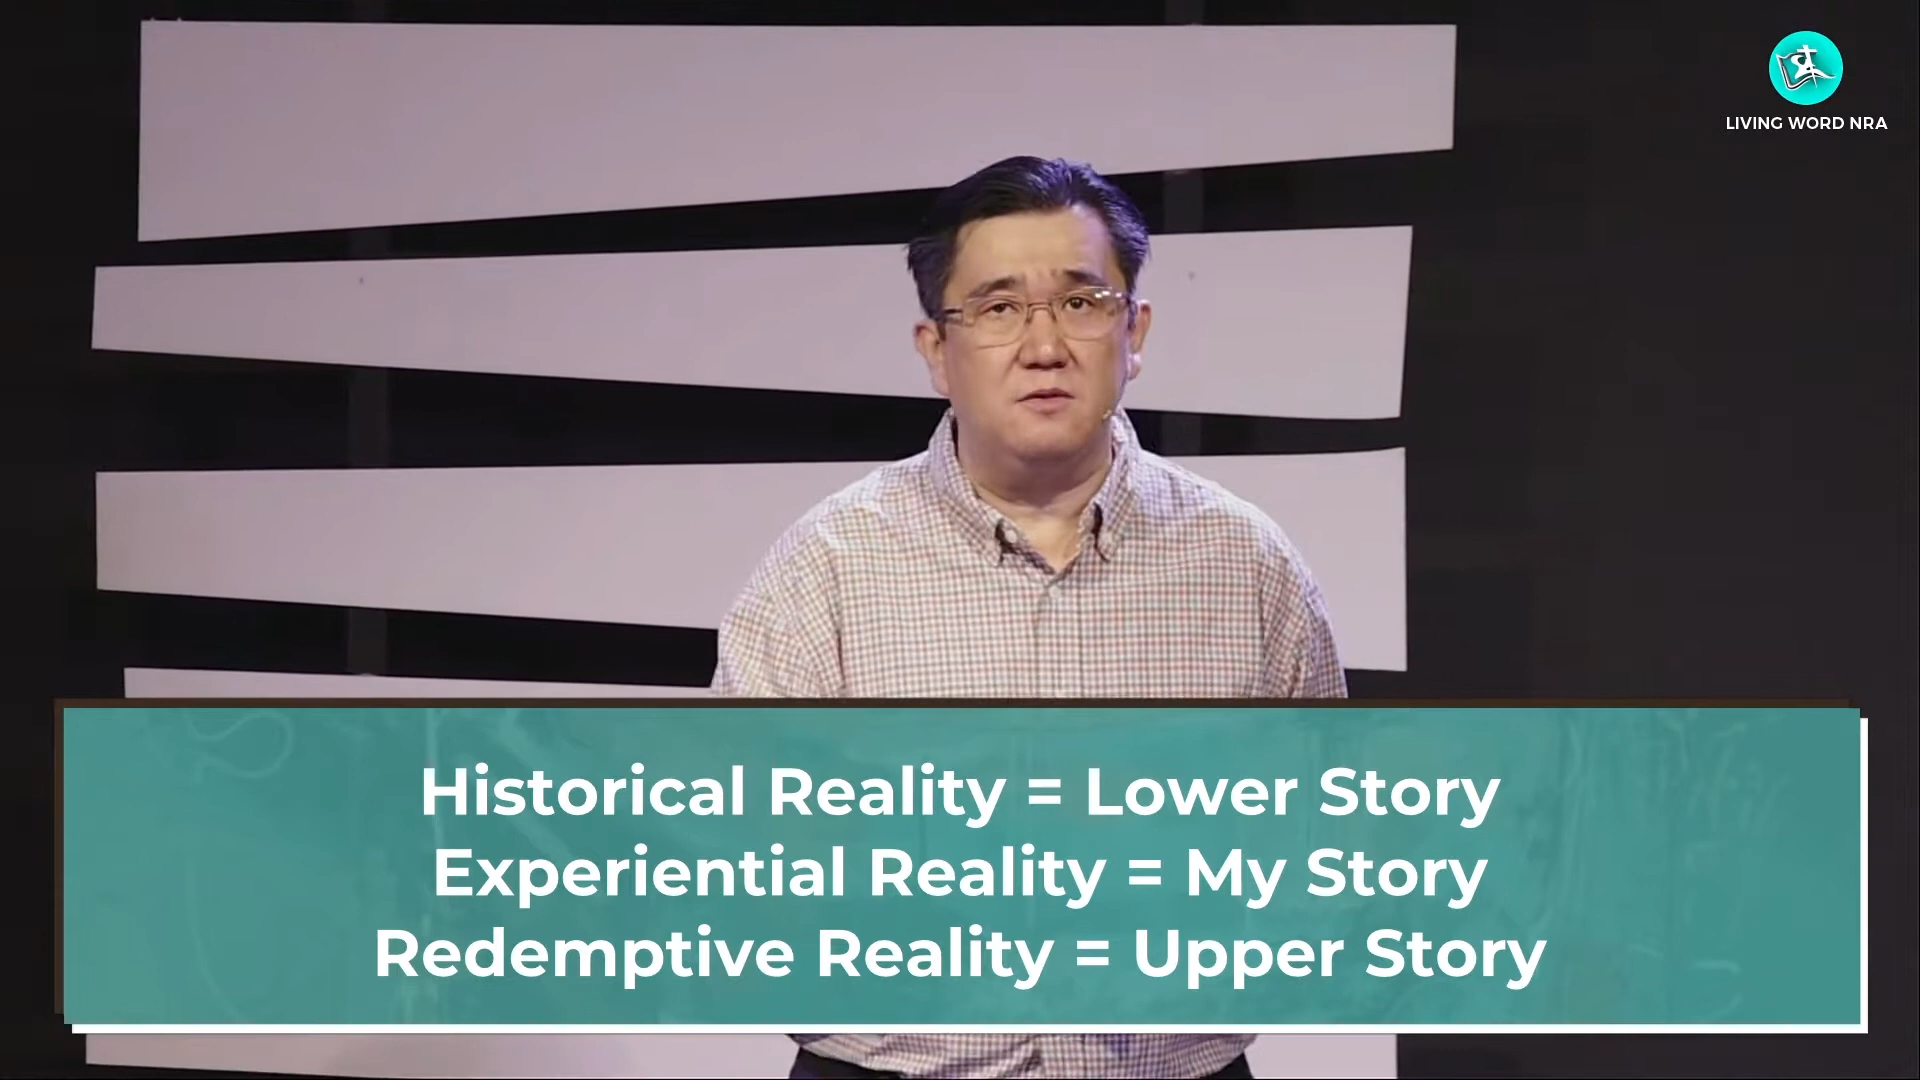 LIVING WORD NRA
Historical Reality = Lower Story
Experiential Reality = My Story
Redemptive Reality = Upper Story